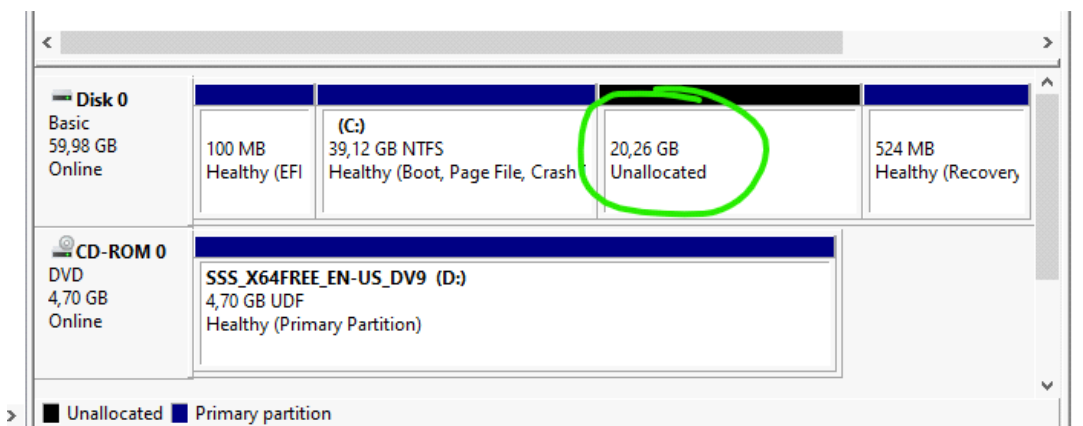 Disk 0
Basic
59,98 GB
Online
100 MB
Healthy (EFI
(C:)
39,12 GB NTFS
Healthy (Boot, Page File, Crash
20,26 GB
Unallocated
524 MB
Healthy (Recovery
CD-ROM 0
DVD
4,70 GB
Online
SSS_X64FREE_EN-US_DV9 (D:)
4,70 GB UDF
Healthy (Primary Partition)
Unallocated Primary partition